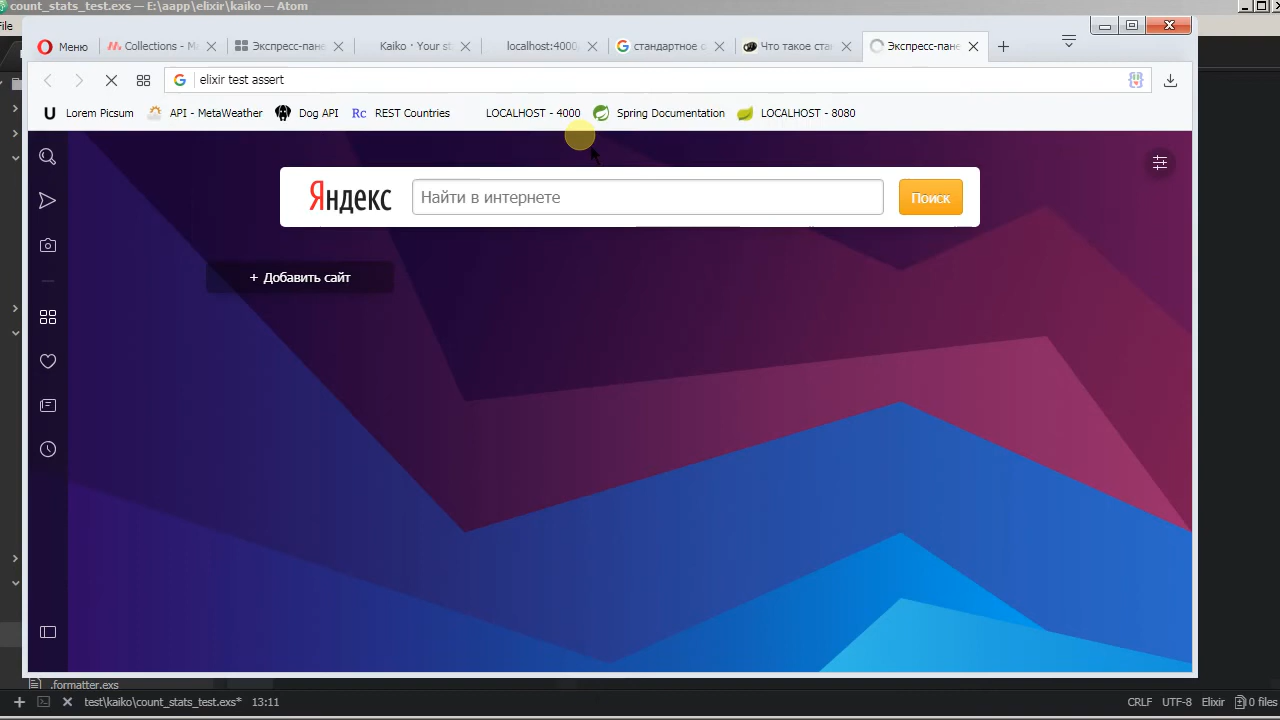 count_stats_test.exs — E:\aapp\elixir\kaiko — Atom
File
Меню
Collections - M
Экспресс-пане
Kaiko · Your st
localhost:4000
стандартное о
Что такое ста
Экспресс-пане
elixir test assert
Lorem Picsum
API - MetaWeather
Dog API
Rc REST Countries
LOCALHOST - 4000
Spring Documentation
LOCALHOST - 8080
Яндекс
Найти в интернете
Поиск
+ Добавить сайт
.formatter.exs
test\kaiko\count_stats_test.exs* 13:11
CRLF UTF-8 Elixir 0 files